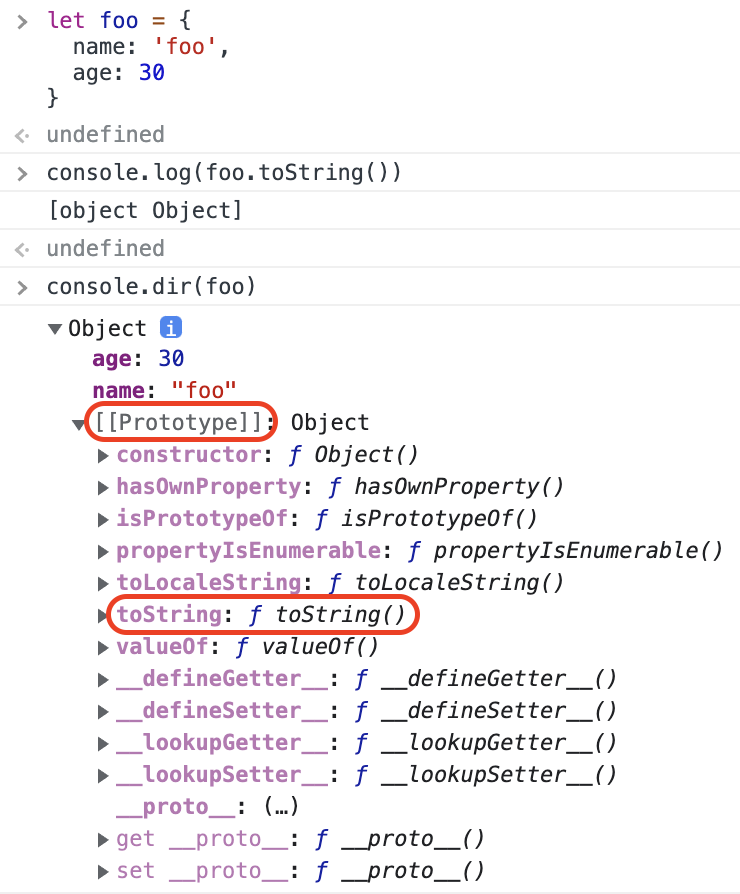 > let foo = {
name: 'foo',
age: 30
}
undefined
> console.log(foo.toString())
[object Object]
undefined
> console.dir(foo)
▼Object i
age: 30
name: "foo"
▼[[Prototype]]: Object
▶constructor: ƒ Object()
▶hasOwnProperty: ƒ hasOwnProperty()
▶isPrototypeOf: ƒ isPrototypeOf()
▶propertyIsEnumerable: ƒ propertyIsEnumerable()
▶toLocaleString: ƒ toLocaleString()
▶toString: ƒ toString()
▶valueOf: ƒ valueOf()
▶__defineGetter__: ƒ __defineGetter__()
▶__defineSetter__: ƒ __defineSetter__()
▶__lookupGetter__: ƒ __lookupGetter__()
▶__lookupSetter__: ƒ __lookupSetter__()
__proto__: (…)
▶get __proto__: ƒ __proto__()
▶set __proto__: ƒ __proto__()